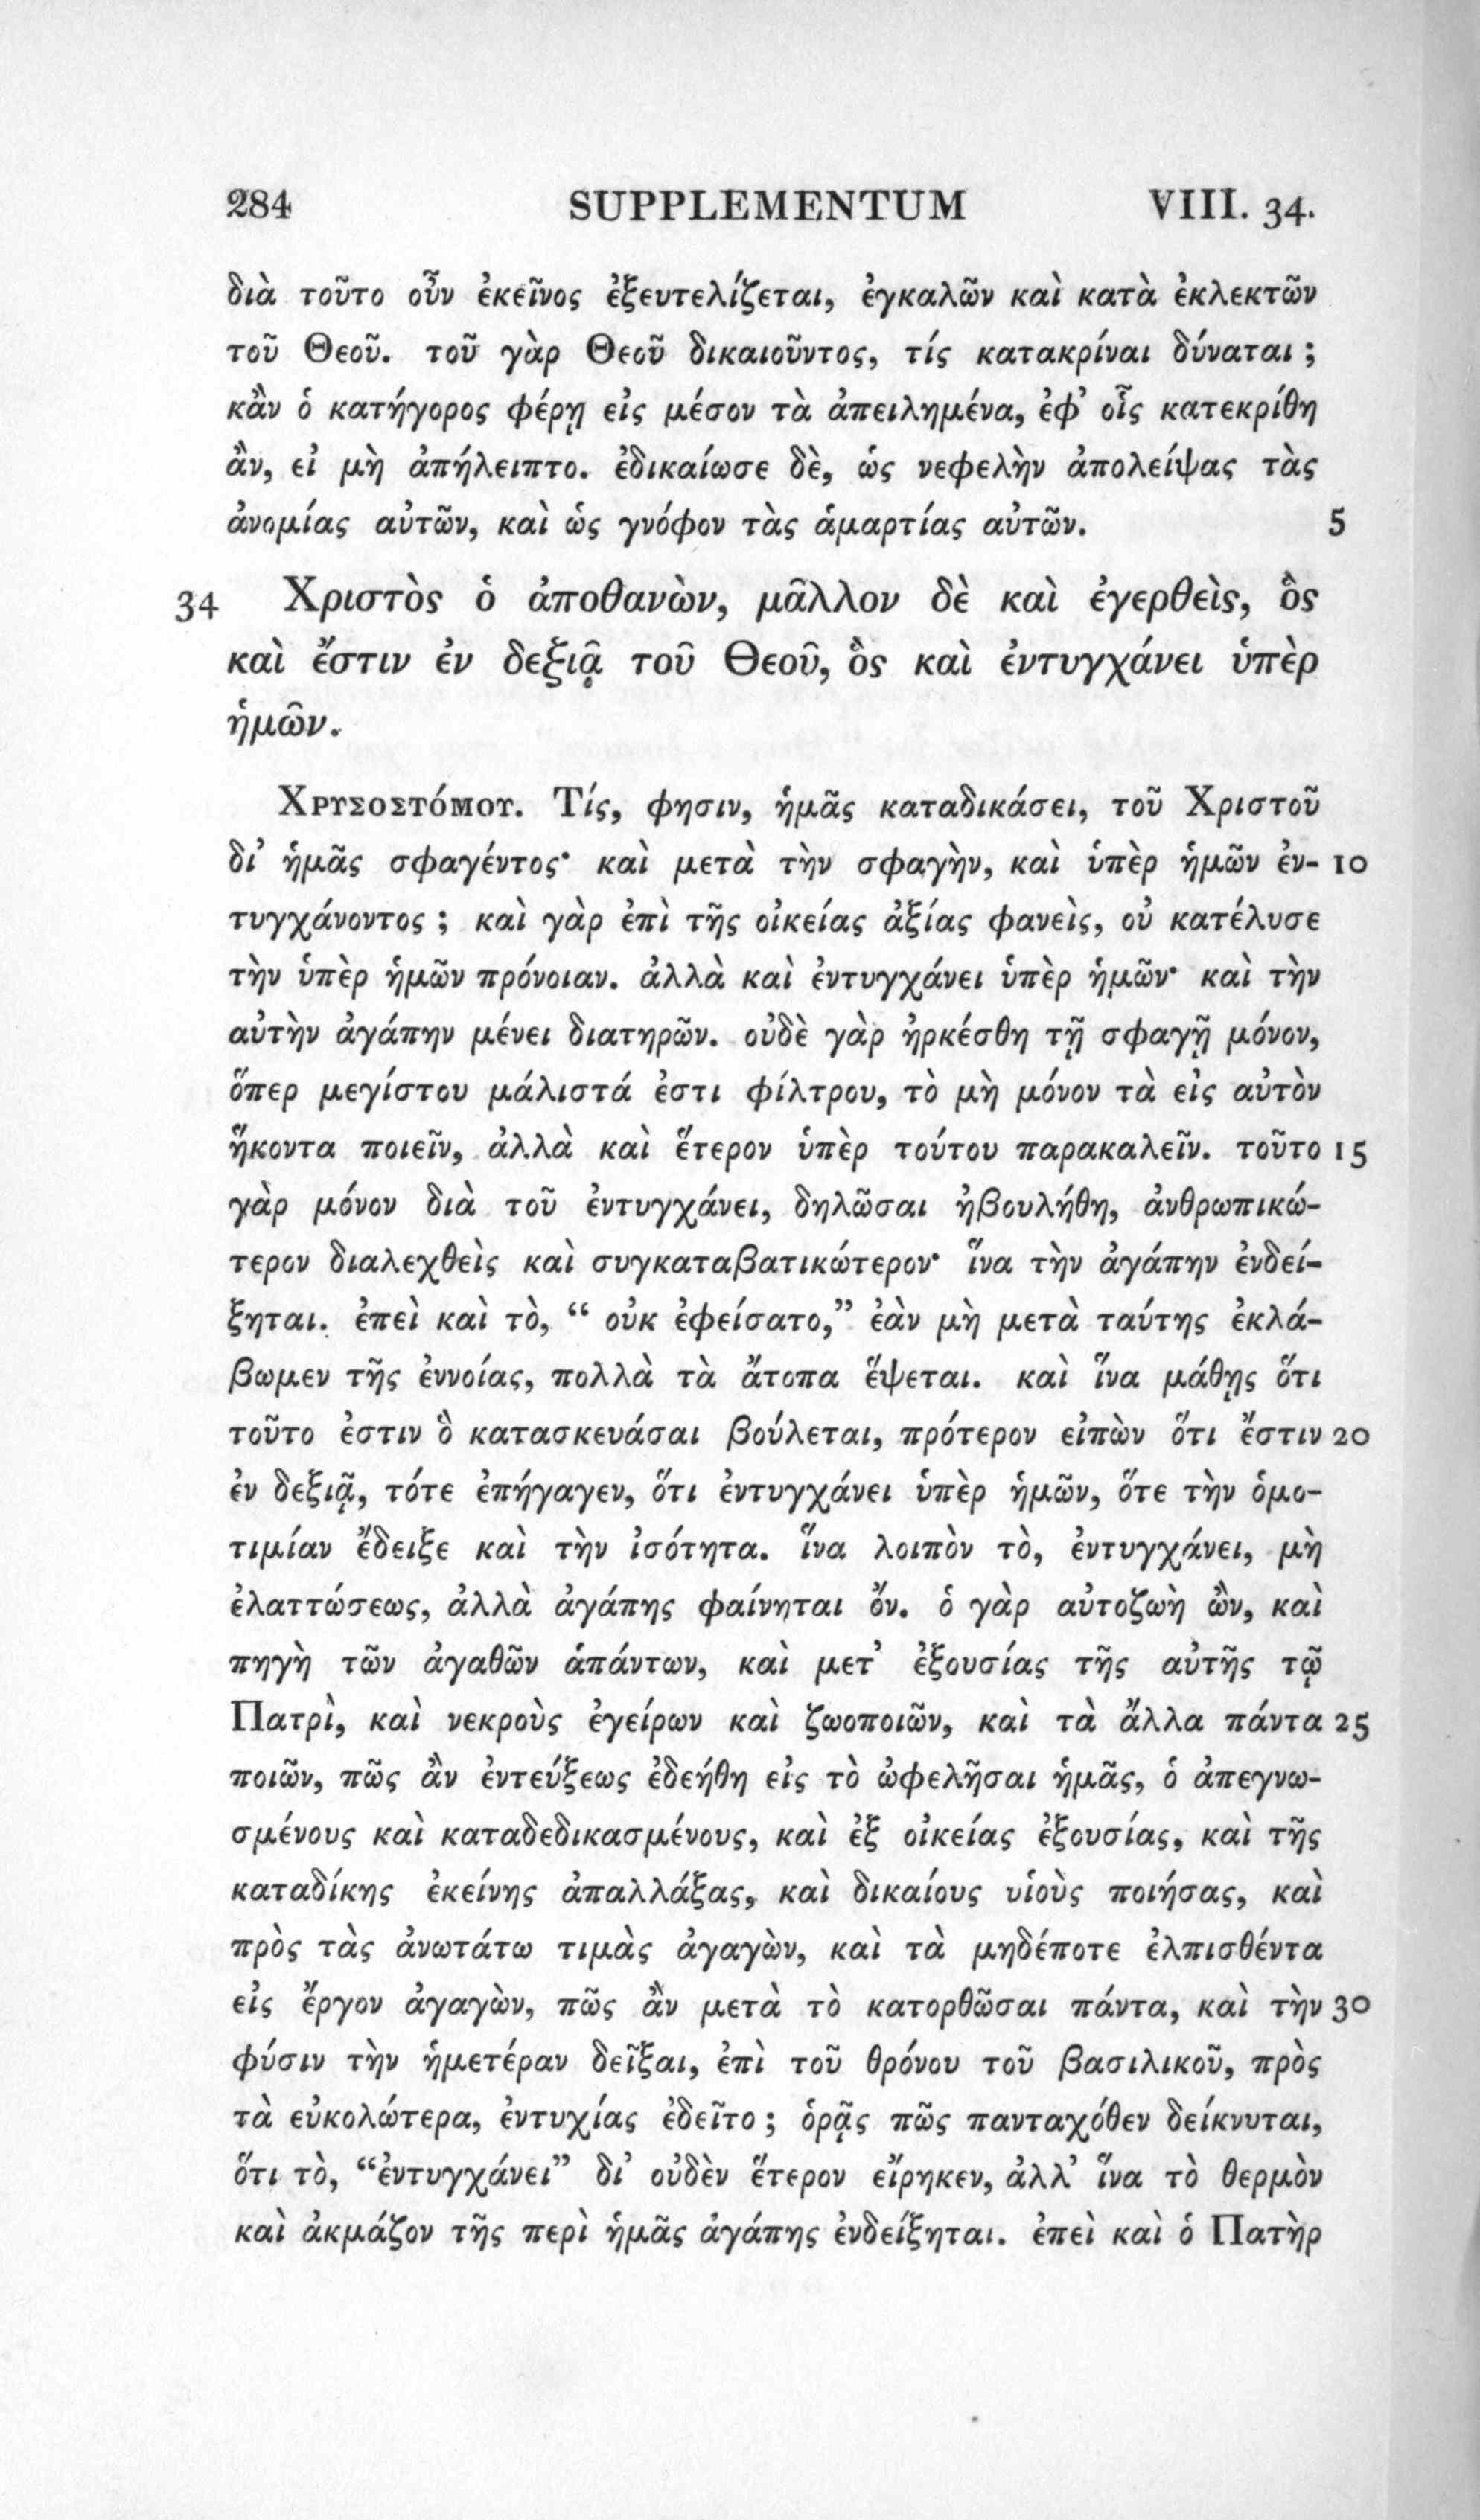 284 SUPPLEMENTUM VIII. 34.
διὰ τοῦτο οὖν ἐκεῖνος ἐξευτελίζεται, ἐγκαλῶν καὶ κατὰ ἐκλεκτῶν
τοῦ Θεοῦ. τοῦ γὰρ Θεοῦ δικαιοῦντος, τίς κατακρίναι δύναται ;
κἂν ὁ κατήγορος φέρῃ εἰς μέσον τὰ ἀπειλημένα, ἐφ’ οἷς κατεκρίθη
ἂν, εἰ μὴ ἀπήλειπτο. ἐδικαίωσε δὲ, ὡς νεφελὴν ἀπολείψας τὰς
ἀνομίας αὐτῶν, καὶ ὡς γνόφον τὰς ἁμαρτίας αὐτῶν. 5
34 Χριστὸς ὁ ἀποθανὼν, μᾶλλον δὲ καὶ ἐγερθεὶς, ὃς
καὶ ἔστιν ἐν δεξιᾷ τοῦ Θεοῦ, ὃς καὶ ἐντυγχάνει ὑπὲρ
ἡμῶν.
Χρυσοστόμου. Τίς, φησιν, ἡμᾶς καταδικάσει, τοῦ Χριστοῦ
δι’ ἡμᾶς σφαγέντος· καὶ μετὰ τὴν σφαγὴν, καὶ ὑπὲρ ἡμῶν ἐν- 10
τυγχάνοντος ; καὶ γὰρ ἐπὶ τῆς οἰκείας ἀξίας φανεὶς, οὐ κατέλυσε
τὴν ὑπὲρ ἡμῶν πρόνοιαν. ἀλλὰ καὶ ἐντυγχάνει ὑπὲρ ἡμῶν· καὶ τὴν
αὐτὴν ἀγάπην μένει διατηρῶν. οὐδὲ γὰρ ἠρκέσθη τῇ σφαγῇ μόνον,
ὅπερ μεγίστου μάλιστά ἐστι φίλτρου, τὸ μὴ μόνον τὰ εἰς αὐτὸν
ἥκοντα ποιεῖν, ἀλλὰ καὶ ἕτερον ὑπὲρ τούτου παρακαλεῖν. τοῦτο 15
γὰρ μόνον διὰ τοῦ ἐντυγχάνει, δηλῶσαι ἠβουλήθη, ἀνθρωπικώ-
τερον διαλεχθεὶς καὶ συγκαταβατικώτερον· ἵνα τὴν ἀγάπην ἐνδεί-
ξηται. ἐπεὶ καὶ τὸ, “ οὐκ ἐφείσατο,” ἐὰν μὴ μετὰ ταύτης ἐκλά-
βωμεν τῆς ἐννοίας, πολλὰ τὰ ἄτοπα ἕψεται. καὶ ἵνα μάθῃς ὅτι
τοῦτο ἐστιν ὃ κατασκευάσαι βούλεται, πρότερον εἰπὼν ὅτι ἔστιν 20
ἐν δεξιᾷ, τότε ἐπήγαγεν, ὅτι ἐντυγχάνει ὑπὲρ ἡμῶν, ὅτε τὴν ὁμο-
τιμίαν ἔδειξε καὶ τὴν ἰσότητα. ἵνα λοιπὸν τὸ, ἐντυγχάνει, μὴ
ἐλαττώσεως, ἀλλὰ ἀγάπης φαίνηται ὄν. ὁ γὰρ αὐτοζωὴ ὢν, καὶ
πηγὴ τῶν ἀγαθῶν ἁπάντων, καὶ μετ’ ἐξουσίας τῆς αὐτῆς τῷ
Πατρὶ, καὶ νεκροὺς ἐγείρων καὶ ζωοποιῶν, καὶ τὰ ἄλλα πάντα 25
ποιῶν, πῶς ἂν ἐντεύξεως ἐδεήθη εἰς τὸ ὠφελῆσαι ἡμᾶς, ὁ ἀπεγνω-
σμένους καὶ καταδεδικασμένους, καὶ ἐξ οἰκείας ἐξουσίας, καὶ τῆς
καταδίκης ἐκείνης ἀπαλλάξας, καὶ δικαίους υἱοὺς ποιήσας, καὶ
πρὸς τὰς ἀνωτάτω τιμὰς ἀγαγὼν, καὶ τὰ μηδέποτε ἐλπισθέντα
εἰς ἔργον ἀγαγὼν, πῶς ἂν μετὰ τὸ κατορθῶσαι πάντα, καὶ τὴν 30
φύσιν τὴν ἡμετέραν δεῖξαι, ἐπὶ τοῦ θρόνου τοῦ βασιλικοῦ, πρὸς
τὰ εὐκολώτερα, ἐντυχίας ἐδεῖτο ; ὁρᾷς πῶς πανταχόθεν δείκνυται,
ὅτι τὸ, “ἐντυγχάνει” δι’ οὐδὲν ἕτερον εἴρηκεν, ἀλλ’ ἵνα τὸ θερμὸν
καὶ ἀκμάζον τῆς περὶ ἡμᾶς ἀγάπης ἐνδείξηται. ἐπεὶ καὶ ὁ Πατὴρ